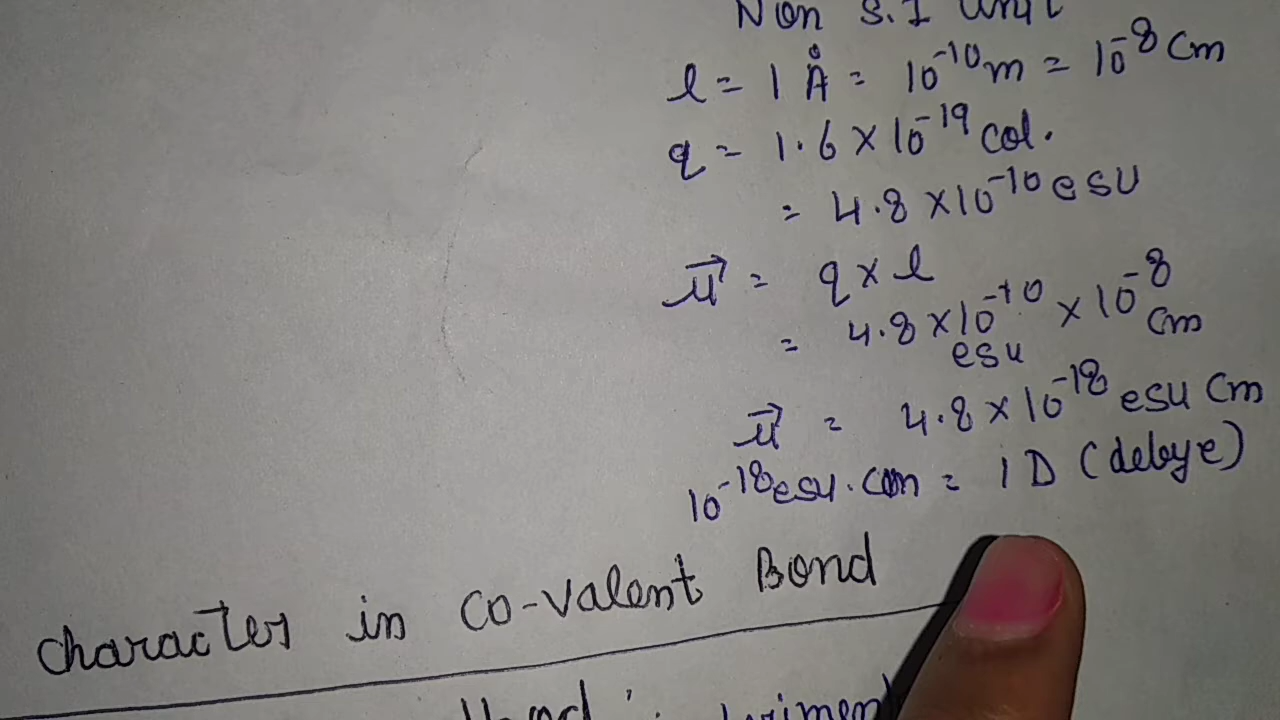 Non S.I Unit
l = 1 Å = 10⁻¹⁰ m = 10⁻⁸ Cm
q = 1.6 × 10⁻¹⁹ Col.
= 4.8 × 10⁻¹⁰ esu
μ⃗ = q × l
= 4.8 × 10⁻¹⁰ × 10⁻⁸
esu Cm
μ⃗ = 4.8 × 10⁻¹⁸ esu Cm
10⁻¹⁸ esu. Cm = 1 D (debye)
Character in Co-valent Bond